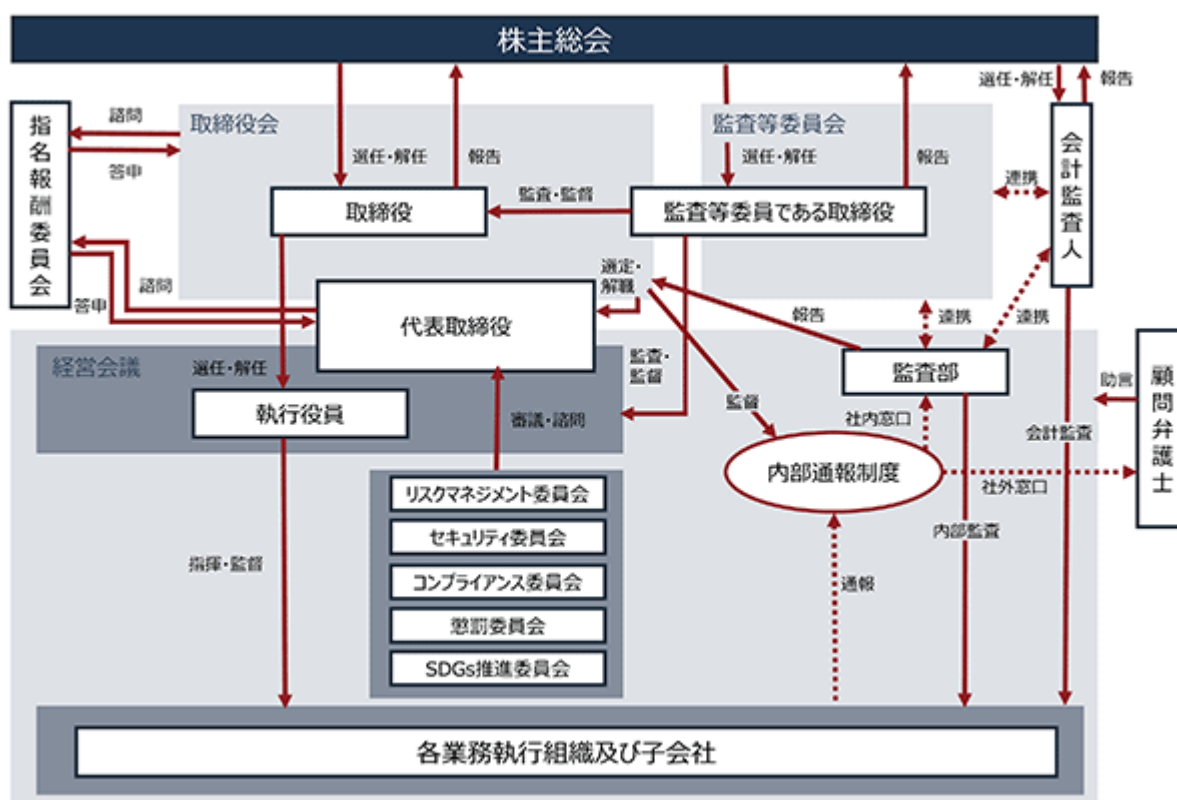 株主総会
選任・解任
報告
諮問
取締役会
監査等委員会
指名報酬委員会
答申
選任・解任
報告
選任・解任
報告
会計監査人
監査・監督
連携
取締役
監査等委員である取締役
諮問
答申
選定・
解職
代表取締役
報告
連携
連携
経営会議
選任・解任
監査・
監督
監査部
顧問弁護士
助言
執行役員
審議・諮問
監督
社内窓口
会計監査
内部通報制度
社外窓口
リスクマネジメント委員会
セキュリティ委員会
内部監査
指揮・監督
コンプライアンス委員会
通報
懲罰委員会
SDGs推進委員会
各業務執行組織及び子会社